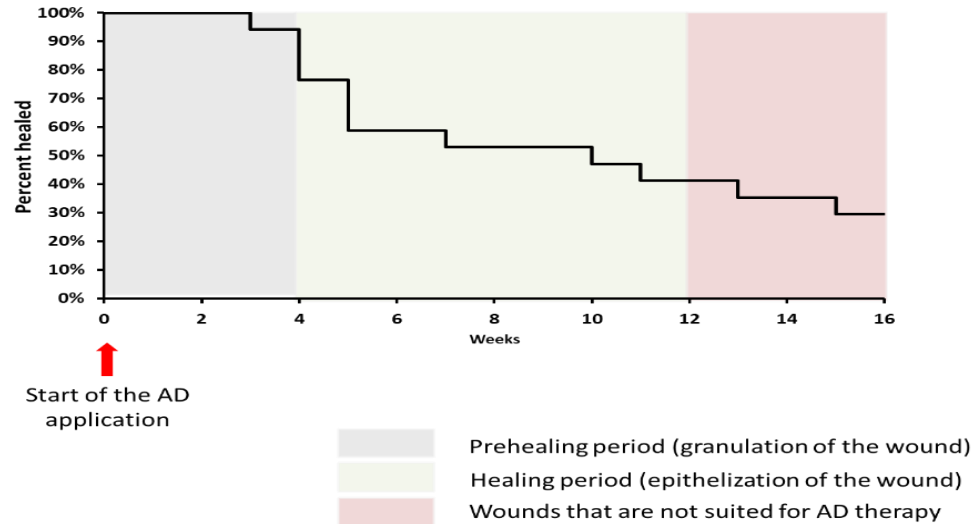 100%
90%
80%
70%
60%
50%
40%
30%
20%
10%
0%
Percent healed
0 2 4 6 8 10 12 14 16
Weeks
Start of the AD
application
Prehealing period (granulation of the wound)
Healing period (epithelization of the wound)
Wounds that are not suited for AD therapy